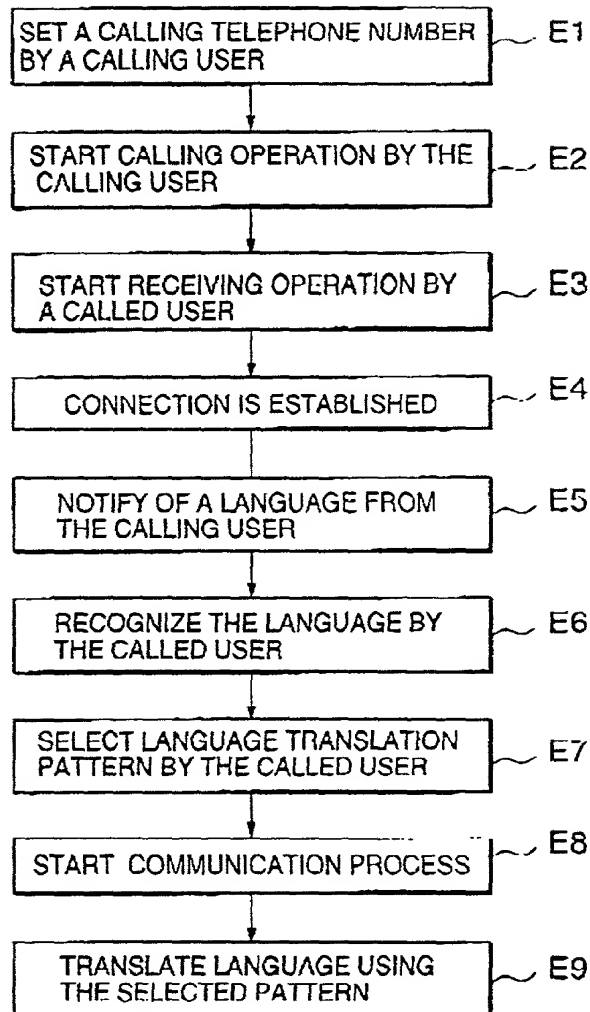 SET A CALLING TELEPHONE NUMBER E1
BY A CALLING USER
START CALLING OPERATION BY THE E2
CALLING USER
START RECEIVING OPERATION BY E3
A CALLED USER
CONNECTION IS ESTABLISHED E4
NOTIFY OF A LANGUAGE FROM E5
THE CALLING USER
RECOGNIZE THE LANGUAGE BY E6
THE CALLED USER
SELECT LANGUAGE TRANSLATION E7
PATTERN BY THE CALLED USER
START COMMUNICATION PROCESS E8
TRANSLATE LANGUAGE USING E9
THE SELECTED PATTERN